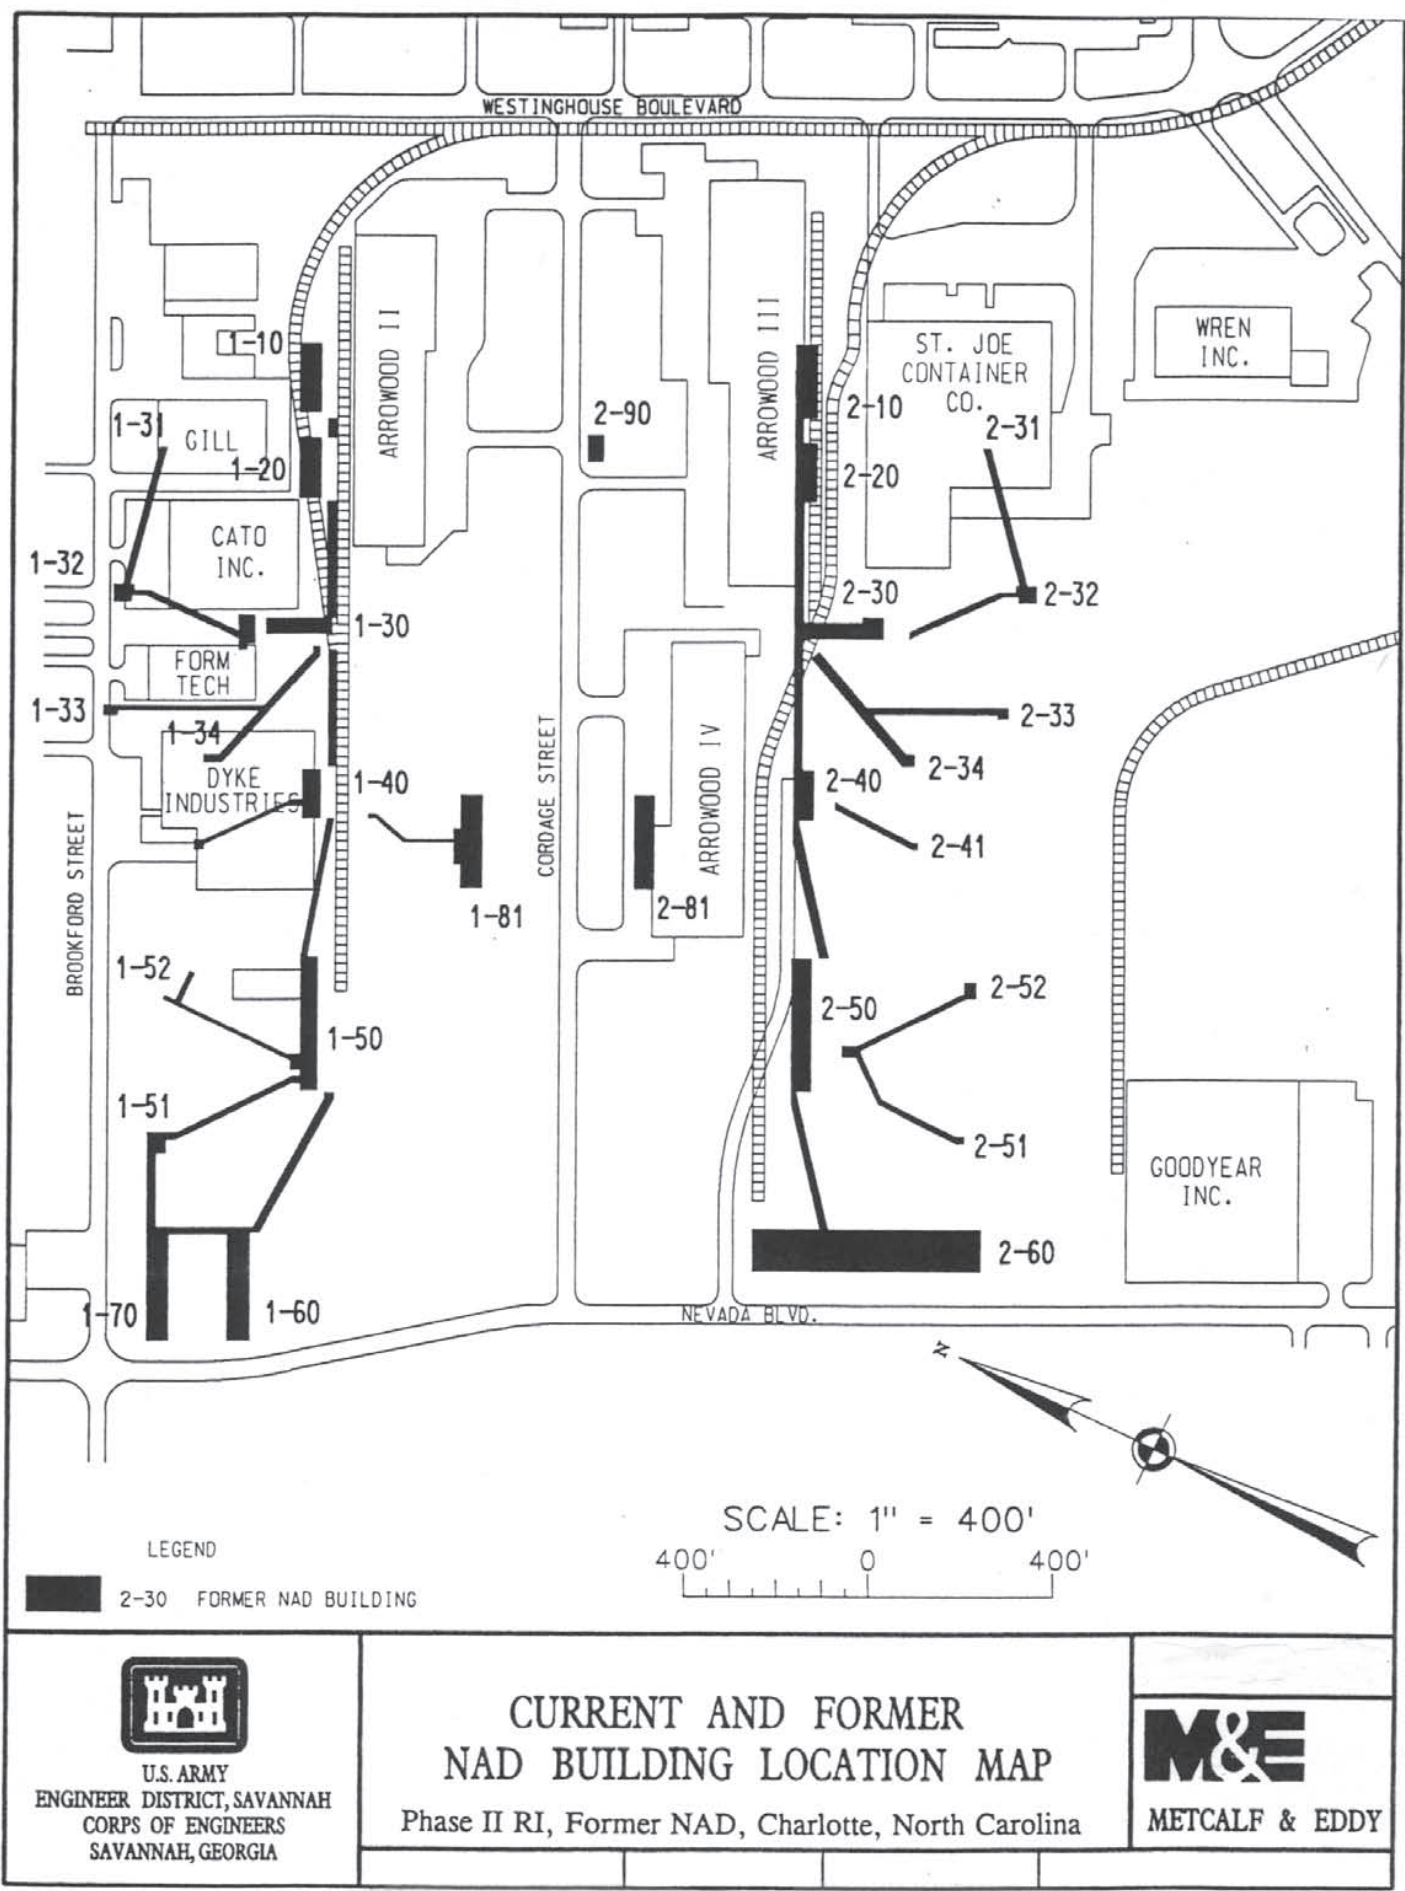 WESTINGHOUSE BOULEVARD
1-10
ARROWOOD II
ARROWOOD III
ST. JOE
CONTAINER
CO.
WREN
INC.
1-31
GILL
1-20
2-90
2-10
2-31
2-20
CATO
INC.
1-32
1-30
2-30
2-32
FORM
TECH
1-33
1-34
2-33
2-34
DYKE
INDUSTRIES
1-40
CORDAGE STREET
ARROWOOD IV
2-40
2-41
BROOKFORD STREET
1-81
2-81
1-52
1-50
2-50
2-52
1-51
2-51
GOODYEAR
INC.
2-60
1-70
1-60
NEVADA BLVD.
N
SCALE: 1" = 400'
400' 0 400'
LEGEND
2-30 FORMER NAD BUILDING
U.S. ARMY
ENGINEER DISTRICT, SAVANNAH
CORPS OF ENGINEERS
SAVANNAH, GEORGIA
CURRENT AND FORMER
NAD BUILDING LOCATION MAP
Phase II RI, Former NAD, Charlotte, North Carolina
M&E
METCALF & EDDY